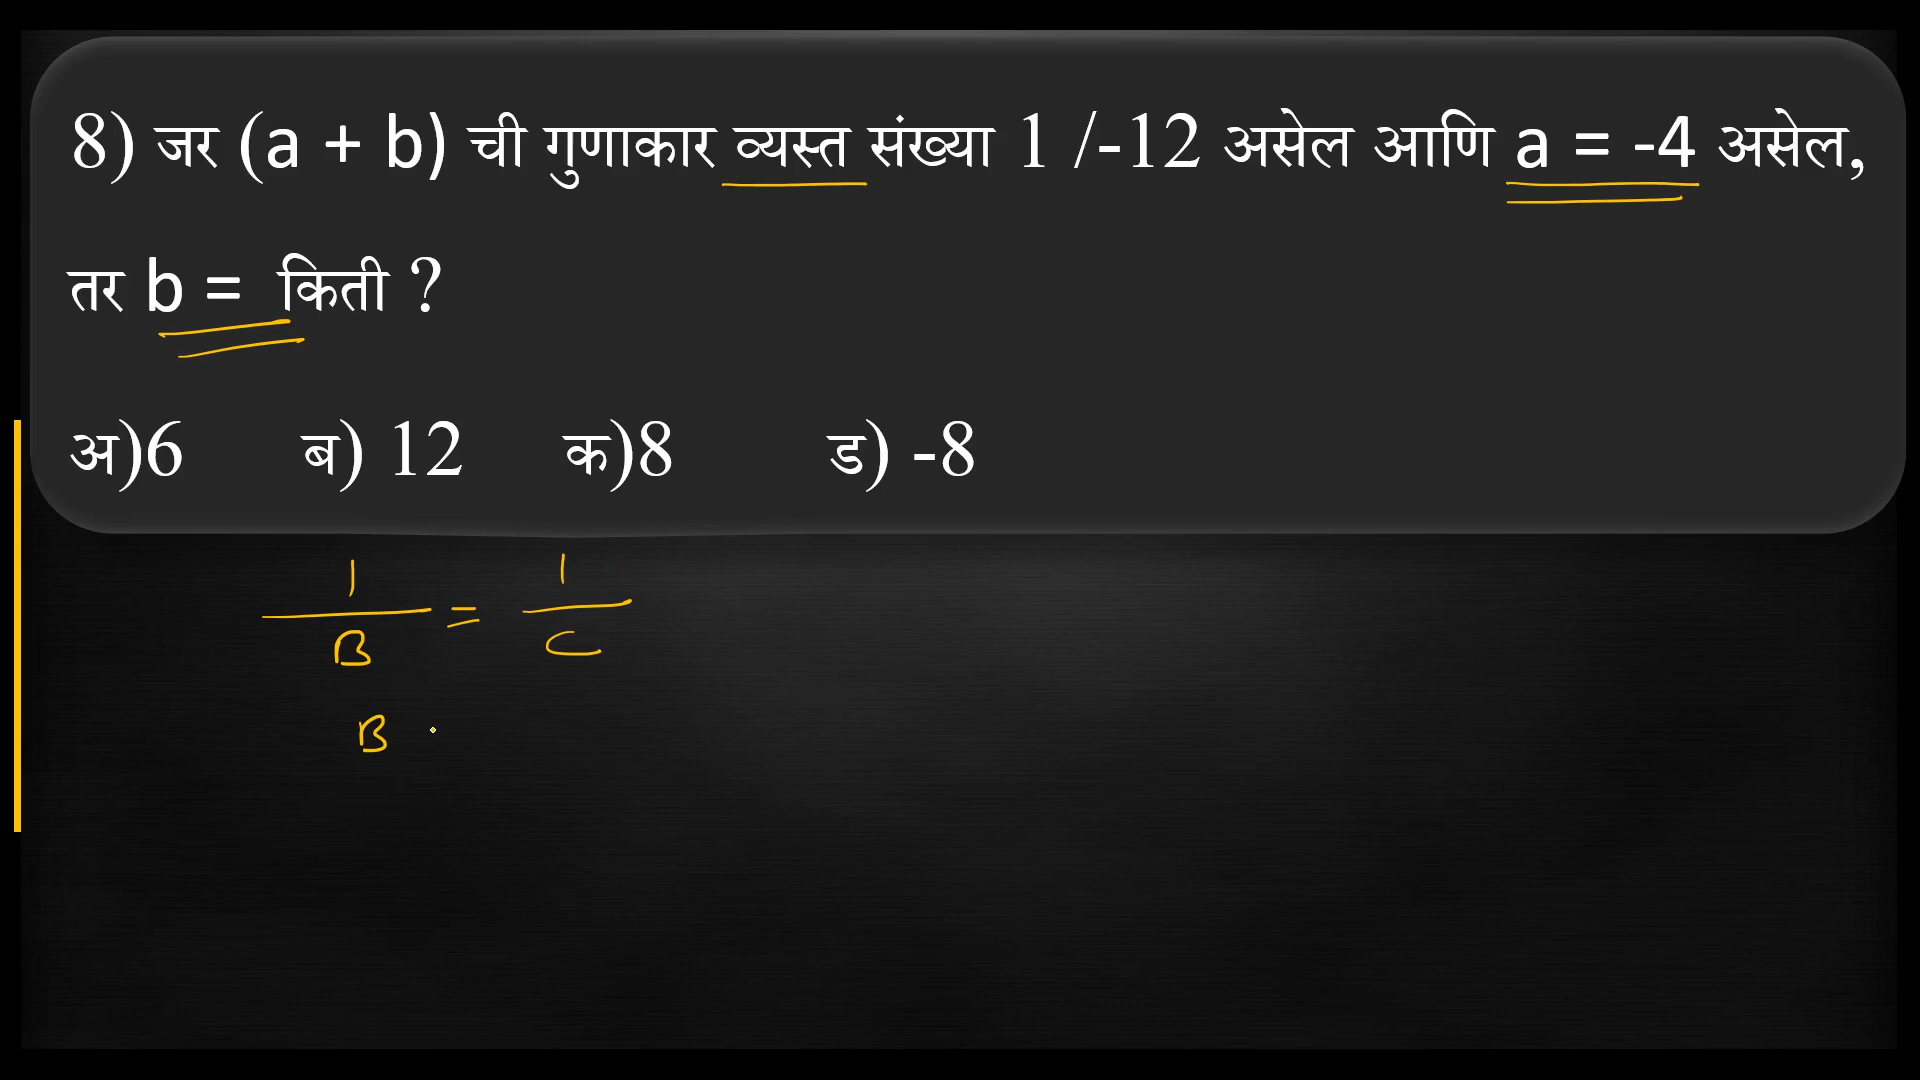 8) जर (a + b) ची गुणाकार व्यस्त संख्या 1 /-12 असेल आणि a = -4 असेल,
तर b = किती ?
अ)6 ब) 12 क)8 ड) -8
1/B = 1/C
B